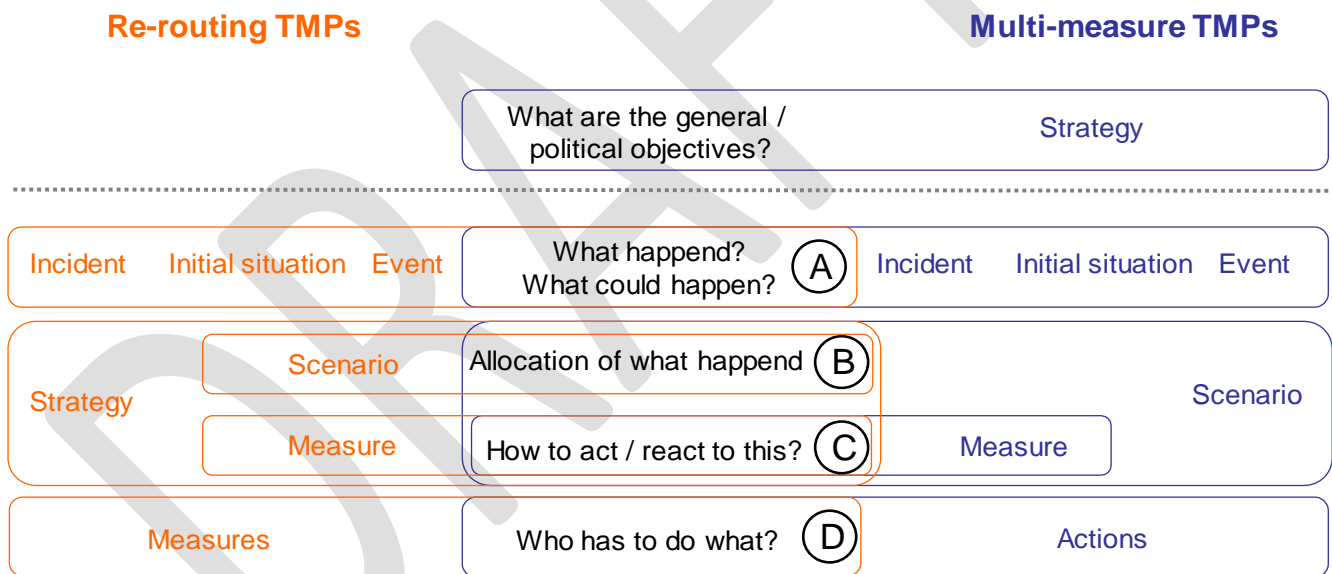 Re-routing TMPs Multi-measure TMPs
What are the general /
political objectives? Strategy
Incident Initial situation Event What happend?
What could happen? A Incident Initial situation Event
Scenario Allocation of what happend B
Strategy Scenario
Measure How to act / react to this? C Measure
Measures Who has to do what? D Actions
DRAFT